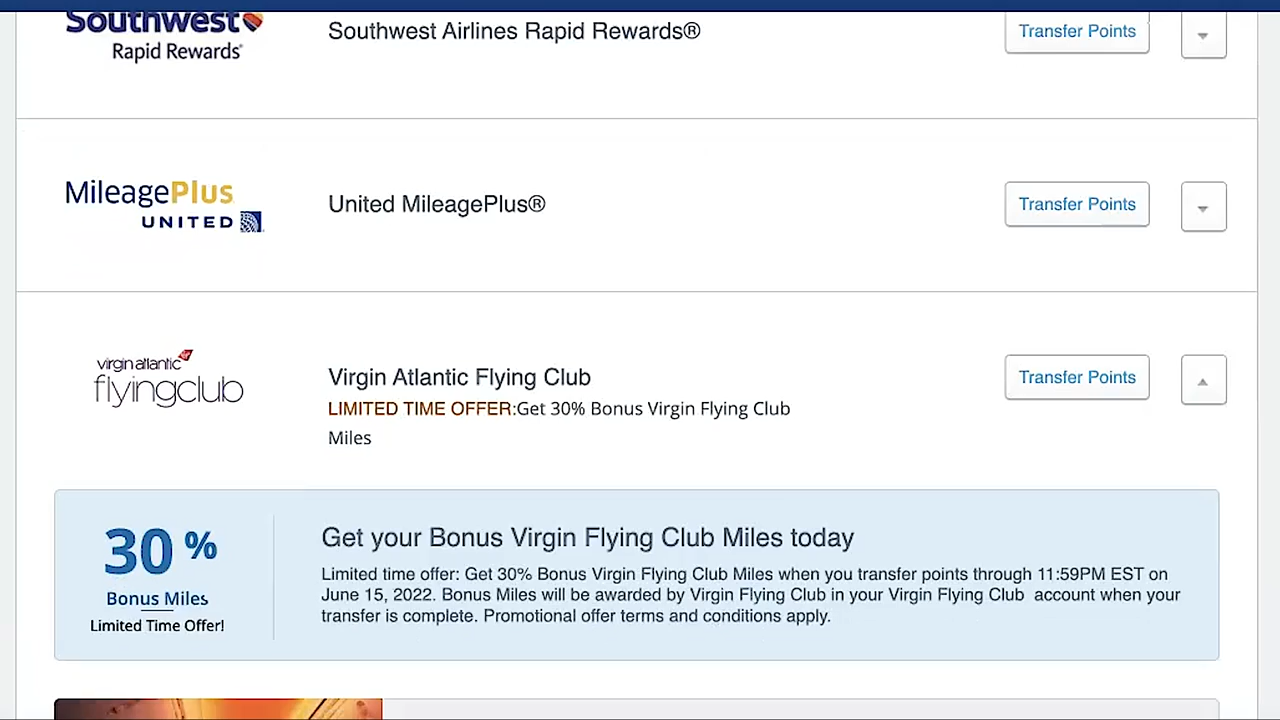 Southwest
Rapid Rewards®
Southwest Airlines Rapid Rewards®
Transfer Points
MileagePlus
UNITED
United MileagePlus®
Transfer Points
virgin atlantic
flyingclub
Virgin Atlantic Flying Club
Transfer Points
LIMITED TIME OFFER:Get 30% Bonus Virgin Flying Club
Miles
30 %
Bonus Miles
Limited Time Offer!
Get your Bonus Virgin Flying Club Miles today
Limited time offer: Get 30% Bonus Virgin Flying Club Miles when you transfer points through 11:59PM EST on
June 15, 2022. Bonus Miles will be awarded by Virgin Flying Club in your Virgin Flying Club account when your
transfer is complete. Promotional offer terms and conditions apply.